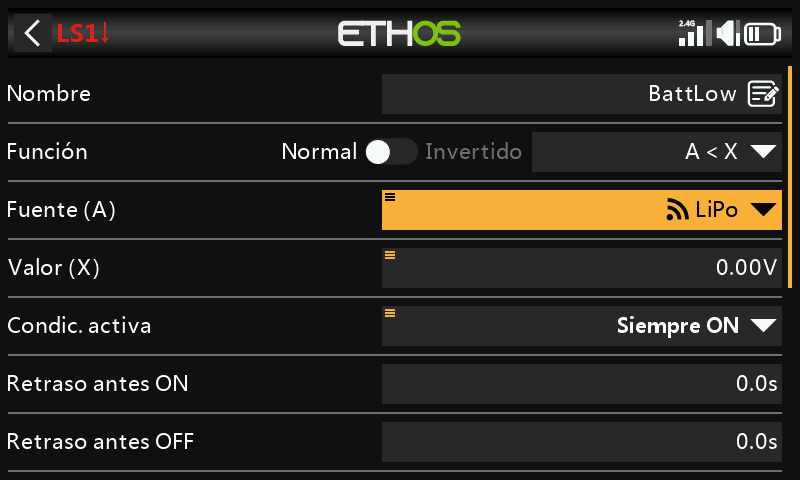 LS1↓ ETHOS 2.4G
Nombre BattLow
Función Normal Invertido A < X
Fuente (A) LiPo
Valor (X) 0.00V
Condic. activa Siempre ON
Retraso antes ON 0.0s
Retraso antes OFF 0.0s